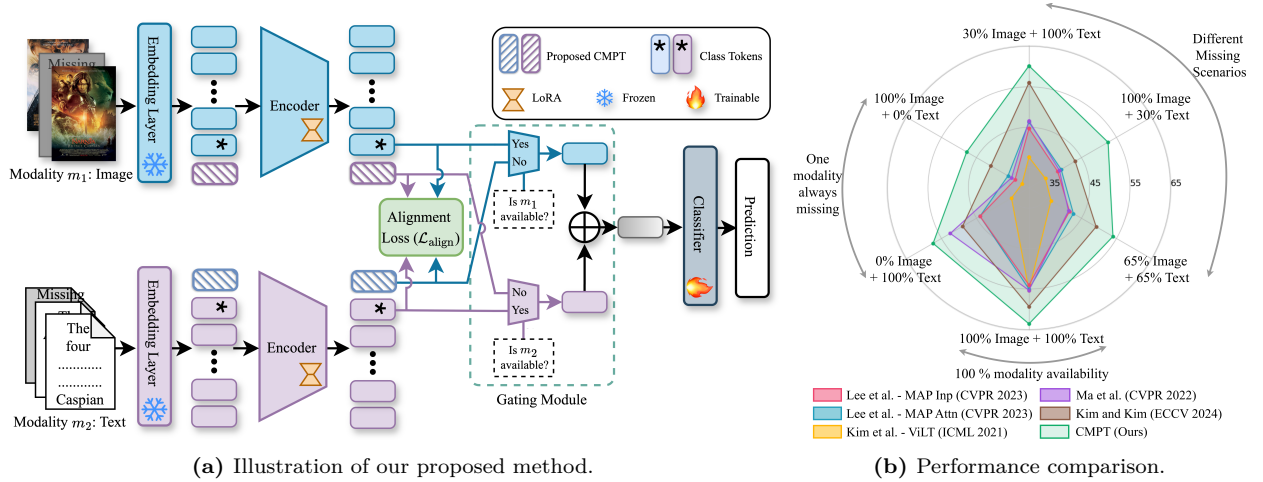 Missing
Modality m₁: Image
Embedding Layer
*
Encoder
*
Proposed CMPT
* *
Class Tokens
LoRA
Frozen
Trainable
Alignment
Loss (ℒ_align)
Yes
No
Is m₁
available?
No
Yes
Is m₂
available?
Gating Module
Classifier
Prediction
Missing
The
four
............
............
Caspian
Modality m₂: Text
Embedding Layer
*
Encoder
*
(a) Illustration of our proposed method.
30% Image + 100% Text
Different
Missing
Scenarios
100% Image
+ 0% Text
100% Image
+ 30% Text
One
modality
always
missing
35
45
55
65
0% Image
+ 100% Text
65% Image
+ 65% Text
100% Image + 100% Text
100 % modality availability
Lee et al. - MAP Inp (CVPR 2023)
Lee et al. - MAP Attn (CVPR 2023)
Kim et al. - ViLT (ICML 2021)
Ma et al. (CVPR 2022)
Kim and Kim (ECCV 2024)
CMPT (Ours)
(b) Performance comparison.